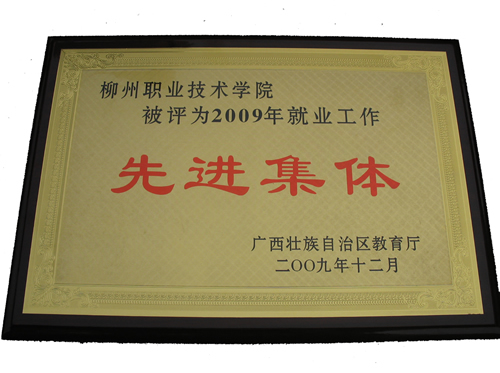 柳州职业技术学院
被评为2009年就业工作
先进集体
广西壮族自治区教育厅
二OO九年十二月